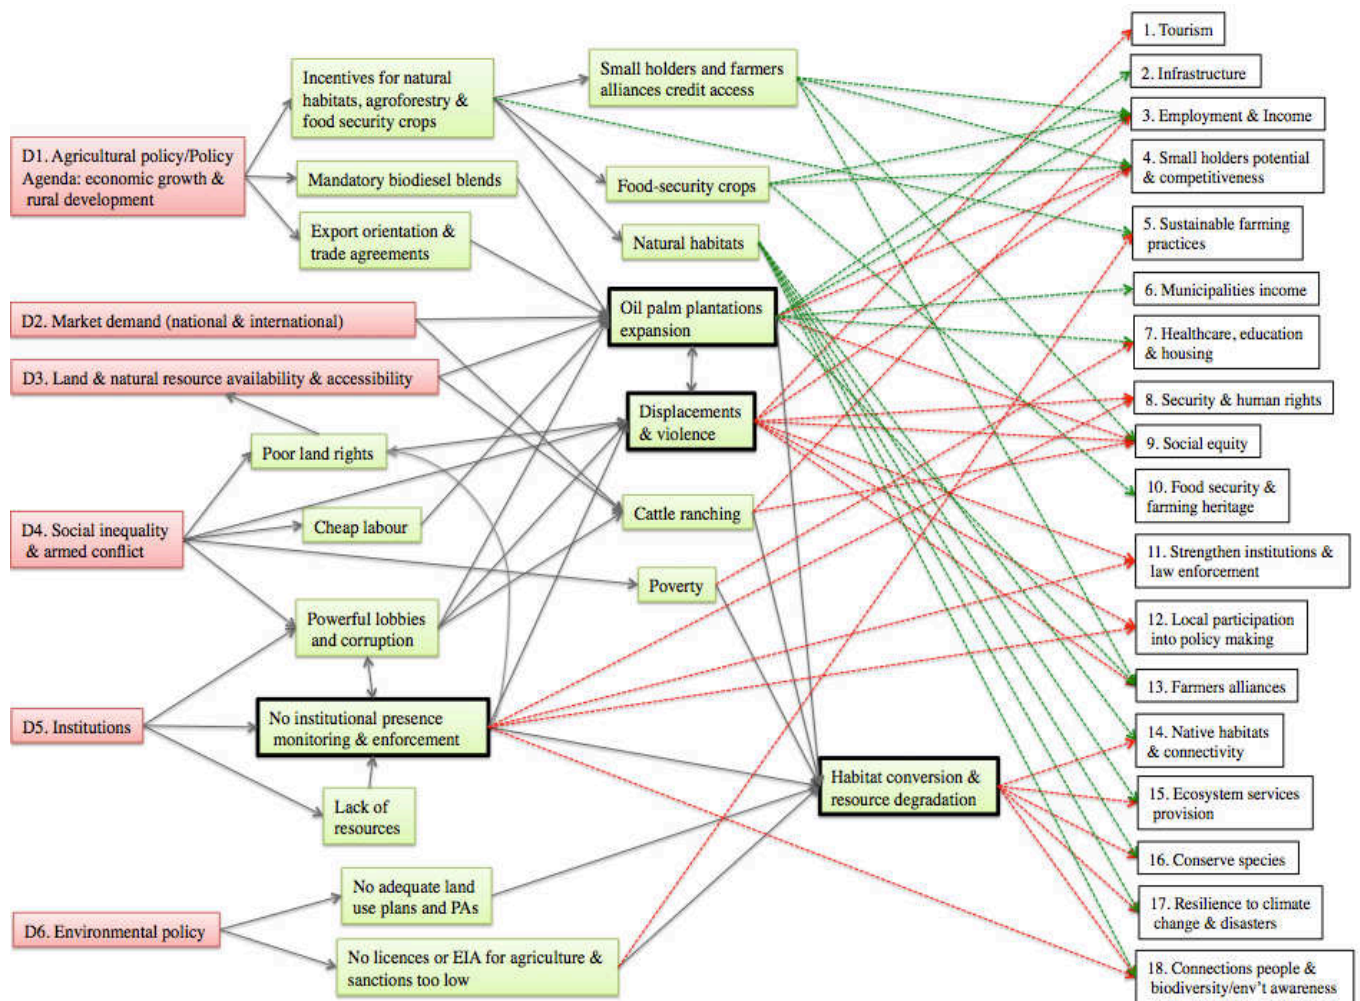 D1. Agricultural policy/Policy
Agenda: economic growth &
rural development
D2. Market demand (national & international)
D3. Land & natural resource availability & accessibility
D4. Social inequality
& armed conflict
D5. Institutions
D6. Environmental policy
Incentives for natural
habitats, agroforestry &
food security crops
Mandatory biodiesel blends
Export orientation &
trade agreements
Poor land rights
Cheap labour
Powerful lobbies
and corruption
No institutional presence
monitoring & enforcement
Lack of
resources
No adequate land
use plans and PAs
No licences or EIA for agriculture &
sanctions too low
Small holders and farmers
alliances credit access
Food-security crops
Natural habitats
Oil palm plantations
expansion
Displacements
& violence
Cattle ranching
Poverty
Habitat conversion &
resource degradation
1. Tourism
2. Infrastructure
3. Employment & Income
4. Small holders potential
& competitiveness
5. Sustainable farming
practices
6. Municipalities income
7. Healthcare, education
& housing
8. Security & human rights
9. Social equity
10. Food security &
farming heritage
11. Strengthen institutions &
law enforcement
12. Local participation
into policy making
13. Farmers alliances
14. Native habitats
& connectivity
15. Ecosystem services
provision
16. Conserve species
17. Resilience to climate
change & disasters
18. Connections people &
biodiversity/env't awareness